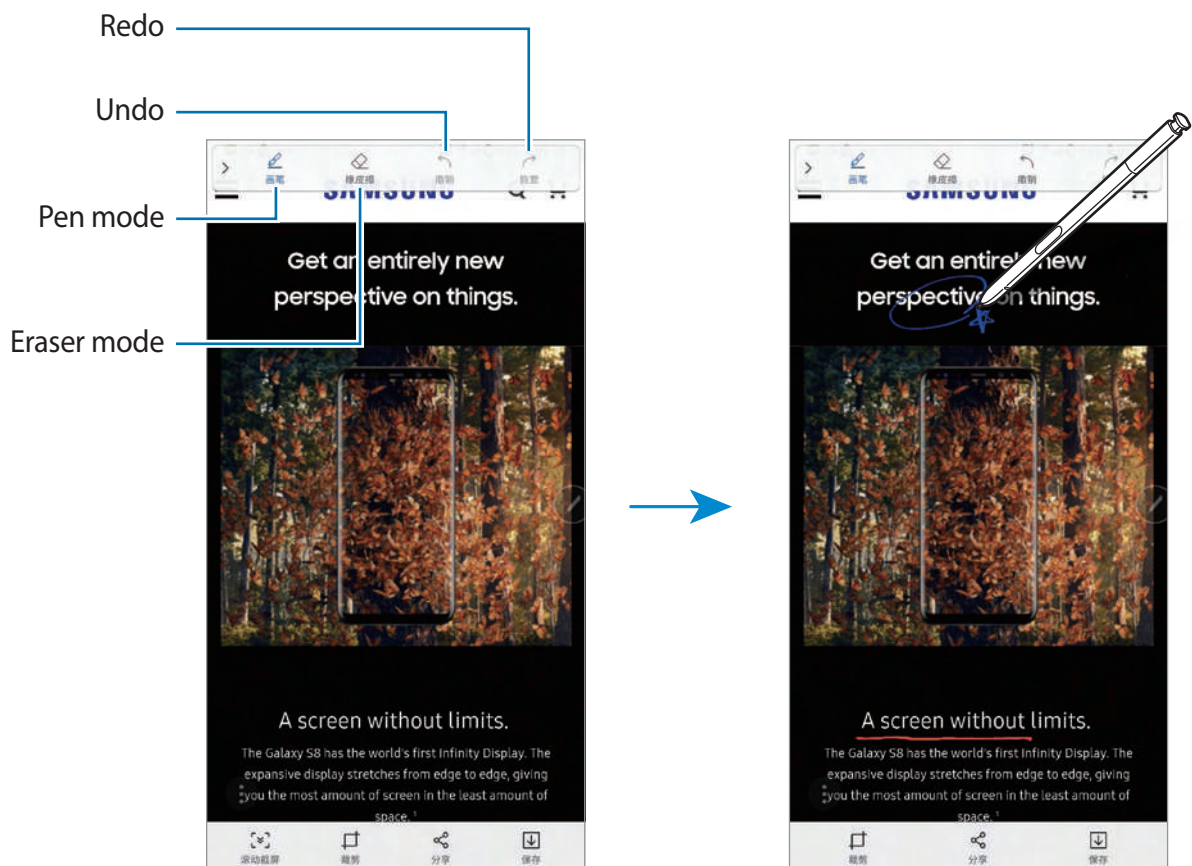 Redo
Undo
Pen mode
Eraser mode
画笔
橡皮擦
撤销
恢复
SAMSUNG
Get an entirely new
perspective on things.
A screen without limits.
The Galaxy S8 has the world's first Infinity Display. The
expansive display stretches from edge to edge, giving
you the most amount of screen in the least amount of
space. 1
滚动截屏
裁剪
分享
保存
画笔
橡皮擦
撤销
SAMSUNG
Get an entirely new
perspective on things.
A screen without limits.
The Galaxy S8 has the world's first Infinity Display. The
expansive display stretches from edge to edge, giving
you the most amount of screen in the least amount of
space. 1
裁剪
分享
保存